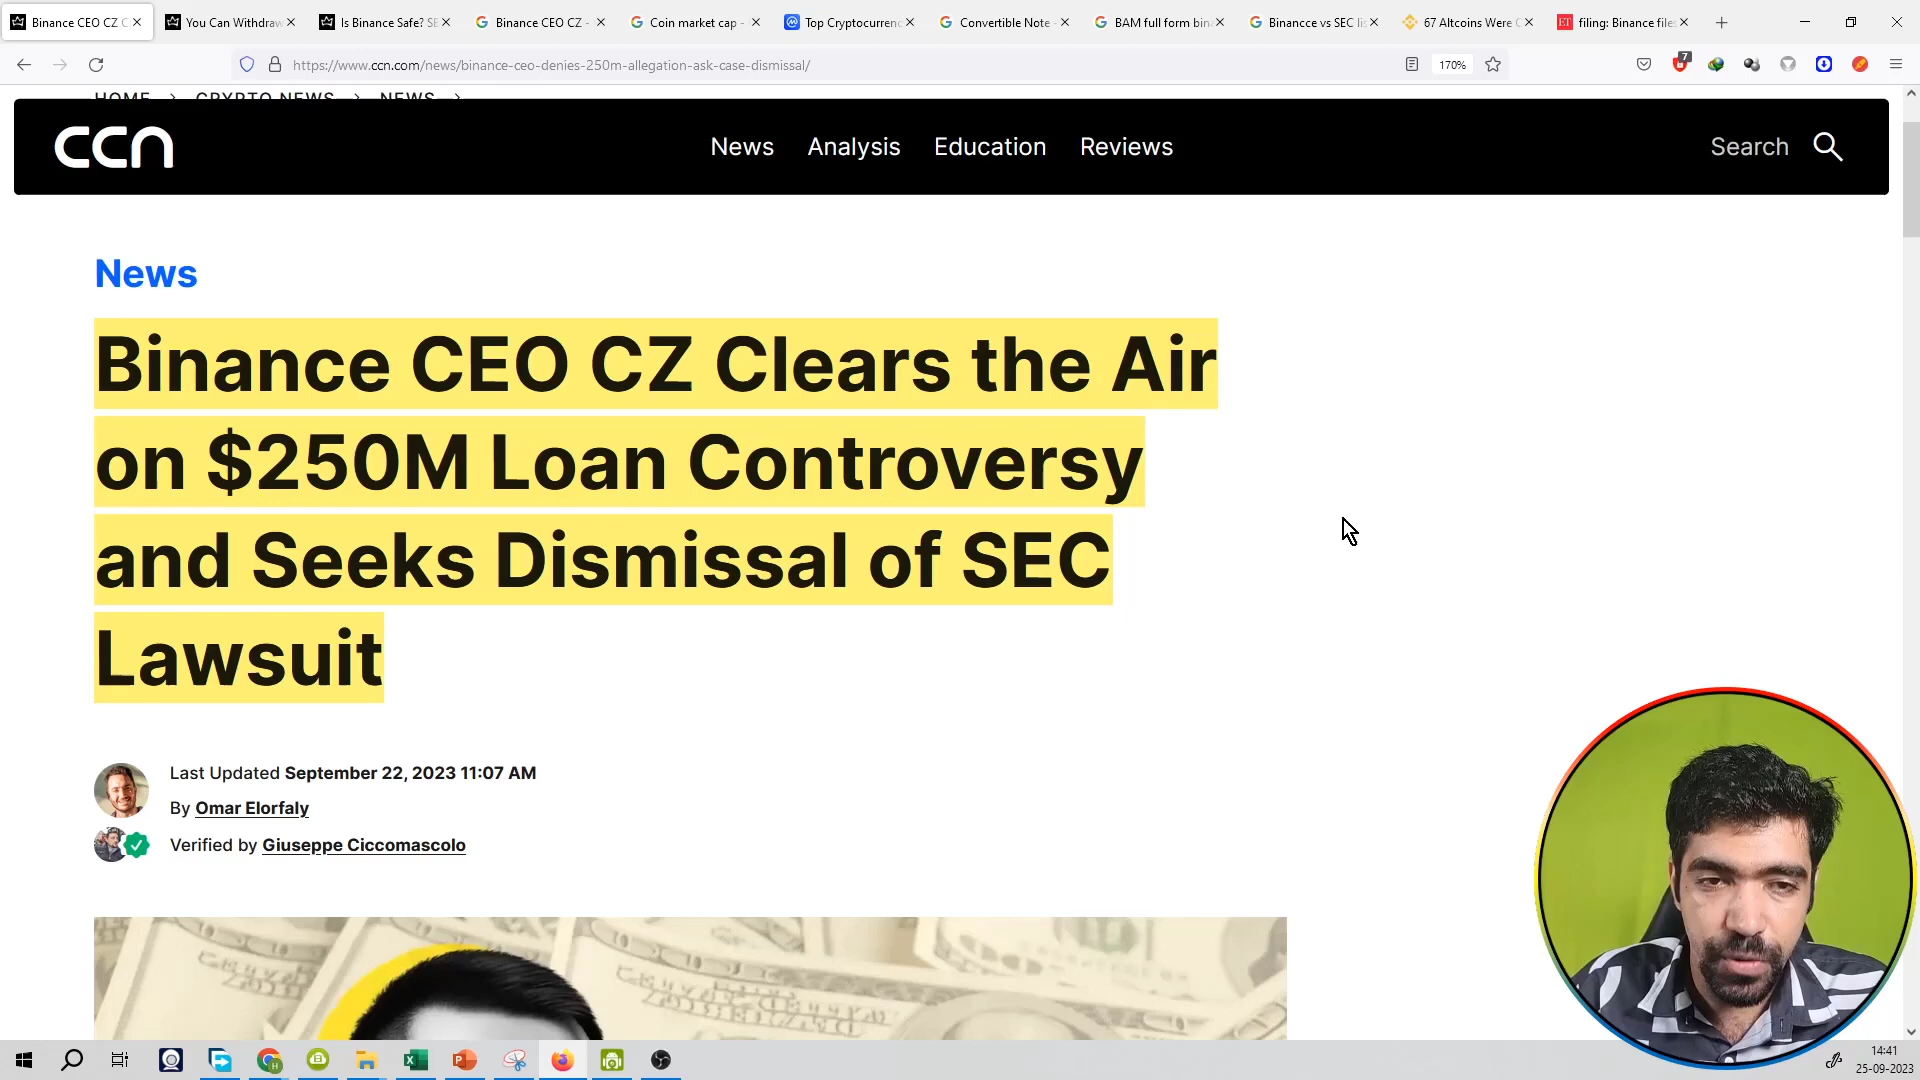 Binance CEO CZ C
You Can Withdraw
Is Binance Safe? SE
Binance CEO CZ -
Coin market cap -
Top Cryptocurrenc
Convertible Note -
BAM full form bin
Binancce vs SEC lis
67 Altcoins Were C
ET
filing: Binance files
https://www.ccn.com/news/binance-ceo-denies-250m-allegation-ask-case-dismissal/
170%
7
HOME > CRYPTO NEWS > NEWS >
ccn
News
Analysis
Education
Reviews
Search
News
Binance CEO CZ Clears the Air
on $250M Loan Controversy
and Seeks Dismissal of SEC
Lawsuit
Last Updated September 22, 2023 11:07 AM
By Omar Elorfaly
Verified by Giuseppe Ciccomascolo
14:41
25-09-2023